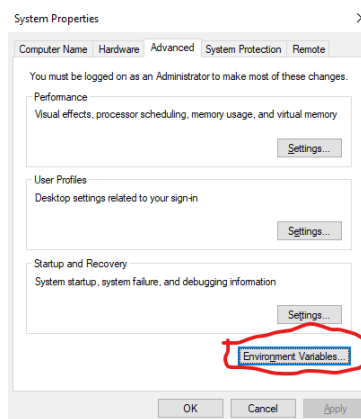 System Properties
Computer Name Hardware Advanced System Protection Remote
You must be logged on as an Administrator to make most of these changes.
Performance
Visual effects, processor scheduling, memory usage, and virtual memory
Settings...
User Profiles
Desktop settings related to your sign-in
Settings...
Startup and Recovery
System startup, system failure, and debugging information
Settings...
Environment Variables...
OK Cancel Apply